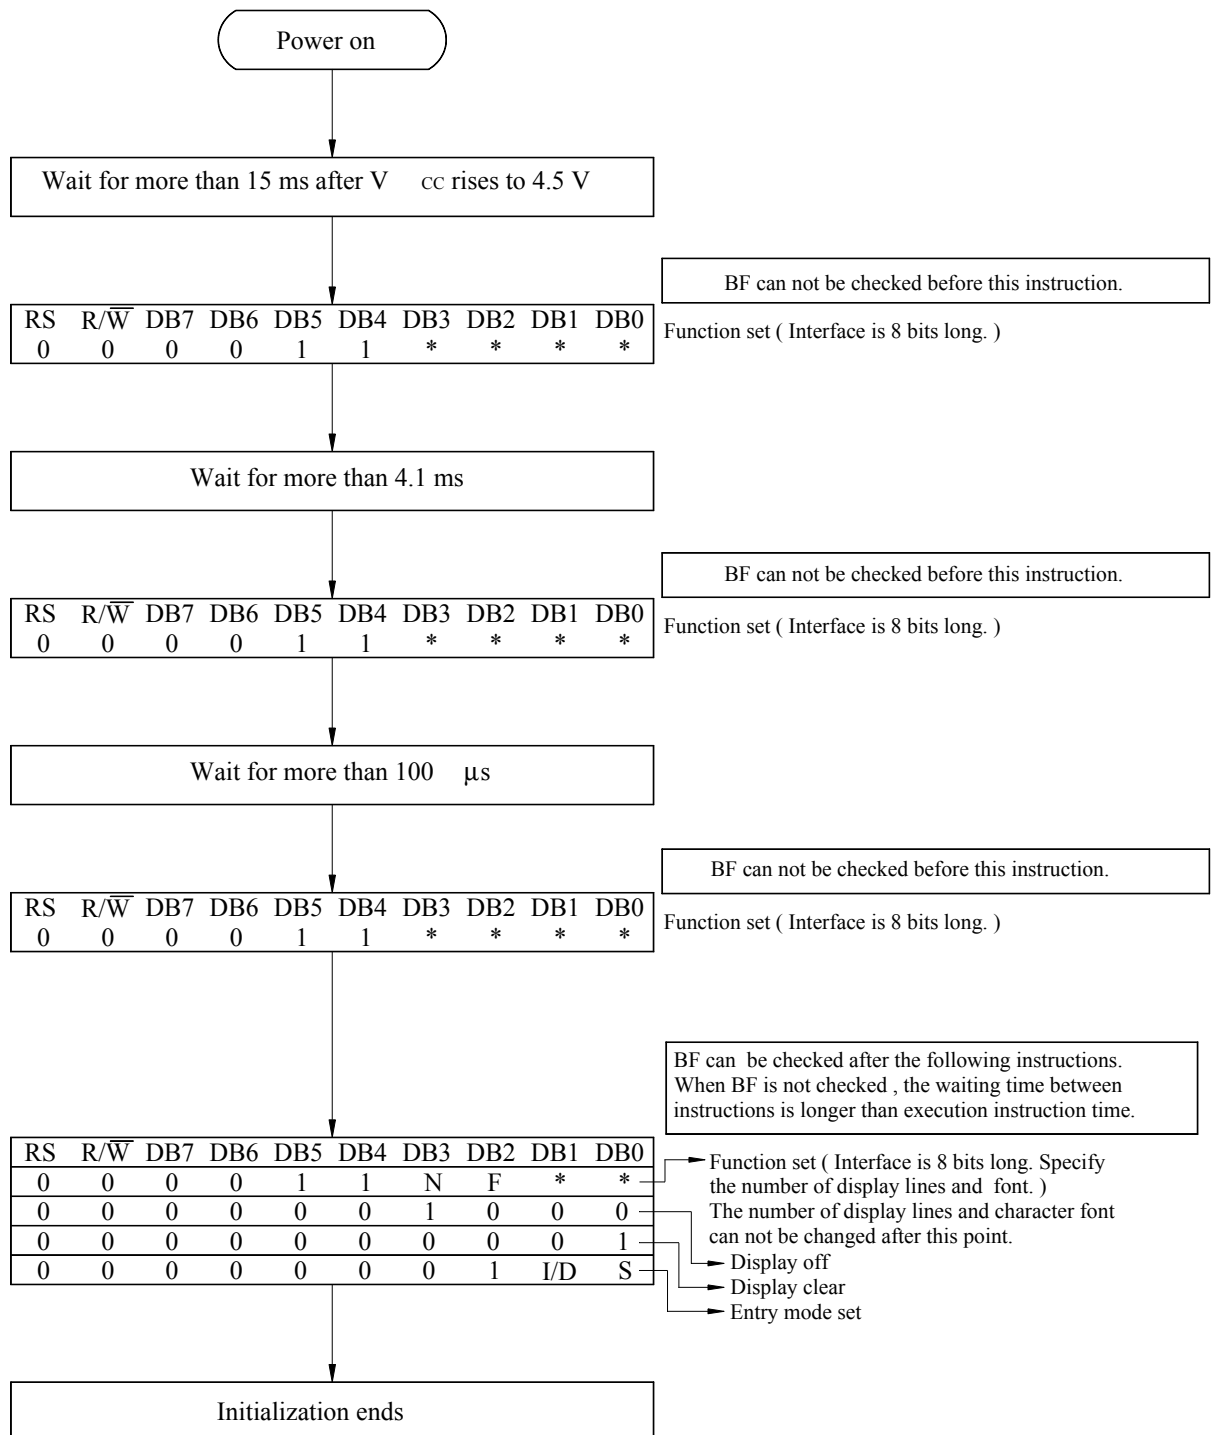 Power on
Wait for more than 15 ms after V CC rises to 4.5 V
BF can not be checked before this instruction.
RS R/W̅ DB7 DB6 DB5 DB4 DB3 DB2 DB1 DB0
0 0 0 0 1 1 * * * *
Function set ( Interface is 8 bits long. )
Wait for more than 4.1 ms
BF can not be checked before this instruction.
RS R/W̅ DB7 DB6 DB5 DB4 DB3 DB2 DB1 DB0
0 0 0 0 1 1 * * * *
Function set ( Interface is 8 bits long. )
Wait for more than 100 μs
BF can not be checked before this instruction.
RS R/W̅ DB7 DB6 DB5 DB4 DB3 DB2 DB1 DB0
0 0 0 0 1 1 * * * *
Function set ( Interface is 8 bits long. )
BF can be checked after the following instructions.
When BF is not checked , the waiting time between
instructions is longer than execution instruction time.
RS R/W̅ DB7 DB6 DB5 DB4 DB3 DB2 DB1 DB0
0 0 0 0 1 1 N F * *
0 0 0 0 0 0 1 0 0 0
0 0 0 0 0 0 0 0 0 1
0 0 0 0 0 0 0 1 I/D S
Function set ( Interface is 8 bits long. Specify
the number of display lines and font. )
The number of display lines and character font
can not be changed after this point.
Display off
Display clear
Entry mode set
Initialization ends